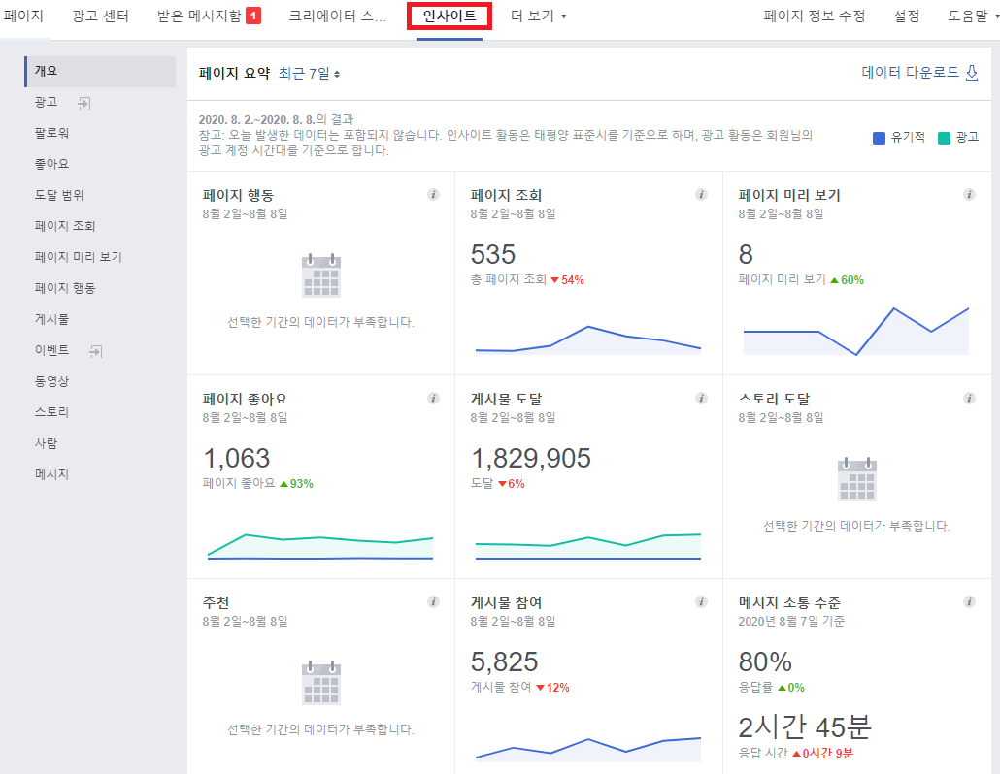 페이지 광고 센터 받은 메시지함 1 크리에이터 스... 인사이트 더 보기 페이지 정보 수정 설정 도움말
개요
광고
팔로워
좋아요
도달 범위
페이지 조회
페이지 미리 보기
페이지 행동
게시물
이벤트
동영상
스토리
사람
메시지
페이지 요약 최근 7일 데이터 다운로드
2020. 8. 2.~2020. 8. 8.의 결과
참고: 오늘 발생한 데이터는 포함되지 않습니다. 인사이트 활동은 태평양 표준시를 기준으로 하며, 광고 활동은 회원님의
광고 계정 시간대를 기준으로 합니다.
유기적 광고
페이지 행동
8월 2일~8월 8일
선택한 기간의 데이터가 부족합니다.
페이지 조회
8월 2일~8월 8일
535
총 페이지 조회 ▼54%
페이지 미리 보기
8월 2일~8월 8일
8
페이지 미리 보기 ▲60%
페이지 좋아요
8월 2일~8월 8일
1,063
페이지 좋아요 ▲93%
게시물 도달
8월 2일~8월 8일
1,829,905
도달 ▼6%
스토리 도달
8월 2일~8월 8일
선택한 기간의 데이터가 부족합니다.
추천
8월 2일~8월 8일
선택한 기간의 데이터가 부족합니다.
게시물 참여
8월 2일~8월 8일
5,825
게시물 참여 ▼12%
메시지 소통 수준
2020년 8월 7일 기준
80%
응답률 ▲0%
2시간 45분
응답 시간 ▲0시간 9분